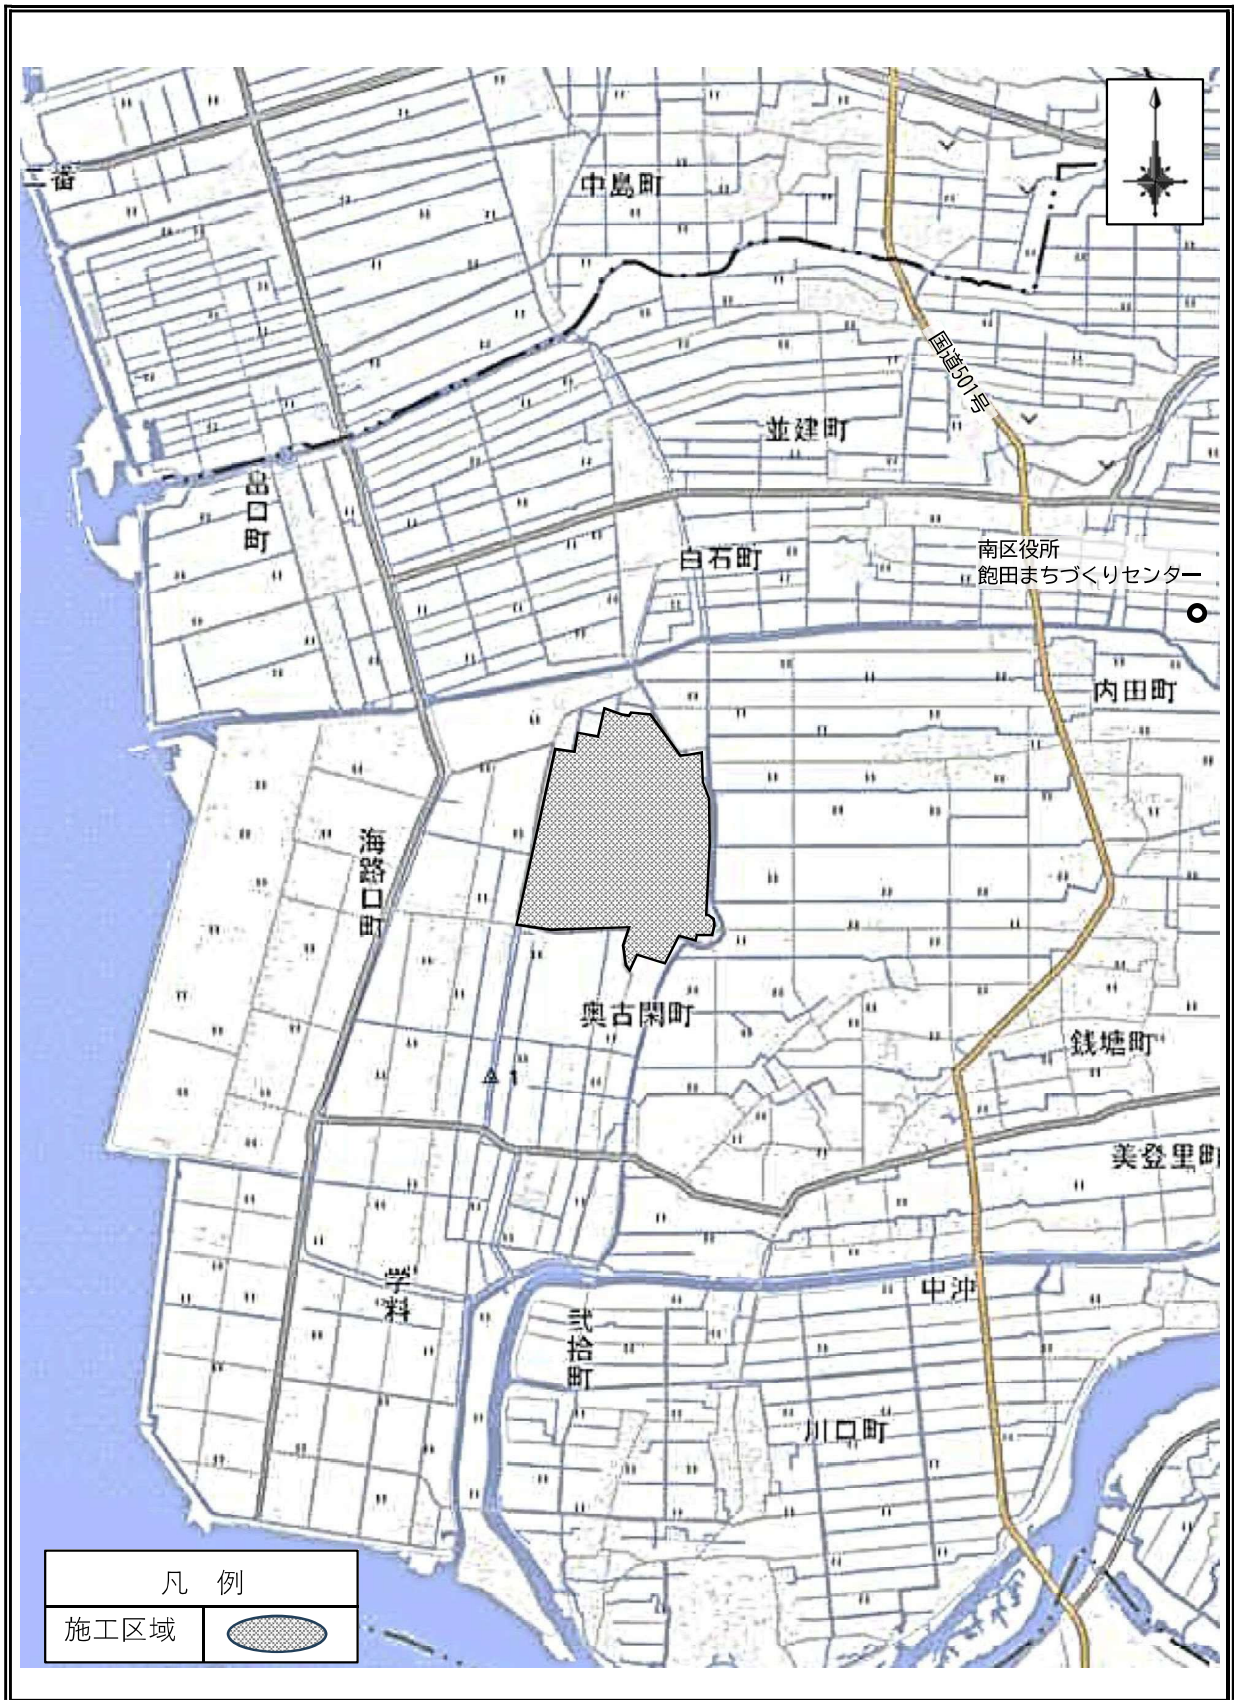 二番
中島町
国道501号
並建町
畠口町
白石町
南区役所
飽田まちづくりセンター
内田町
海路口町
奥古閑町
銭塘町
1
美登里町
学料
中沖
弐拾町
川口町
凡 例
施工区域